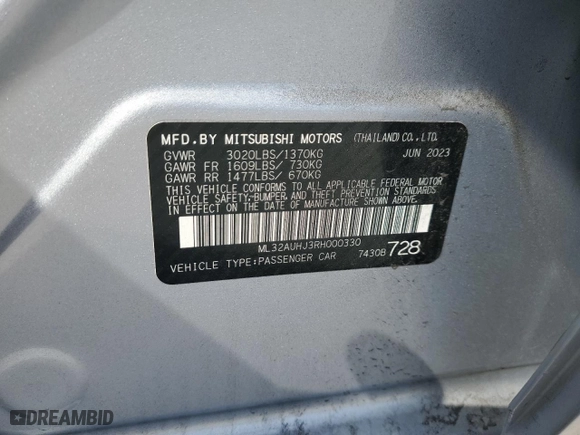 MFD.BY MITSUBISHI MOTORS (THAILAND)CO.,LTD.
GVWR 3020LBS/1370KG JUN 2023
GAWR FR 1609LBS/ 730KG
GAWR RR 1477LBS/ 670KG
THIS VEHICLE CONFORMS TO ALL APPLICABLE FEDERAL MOTOR
VEHICLE SAFETY,BUMPER,AND THEFT PREVENTION STANDARDS
IN EFFECT ON THE DATE OF MANUFACTURE SHOWN ABOVE.
ML32AUHJ3RH000330
VEHICLE TYPE:PASSENGER CAR 7430B 728
DREAMBID